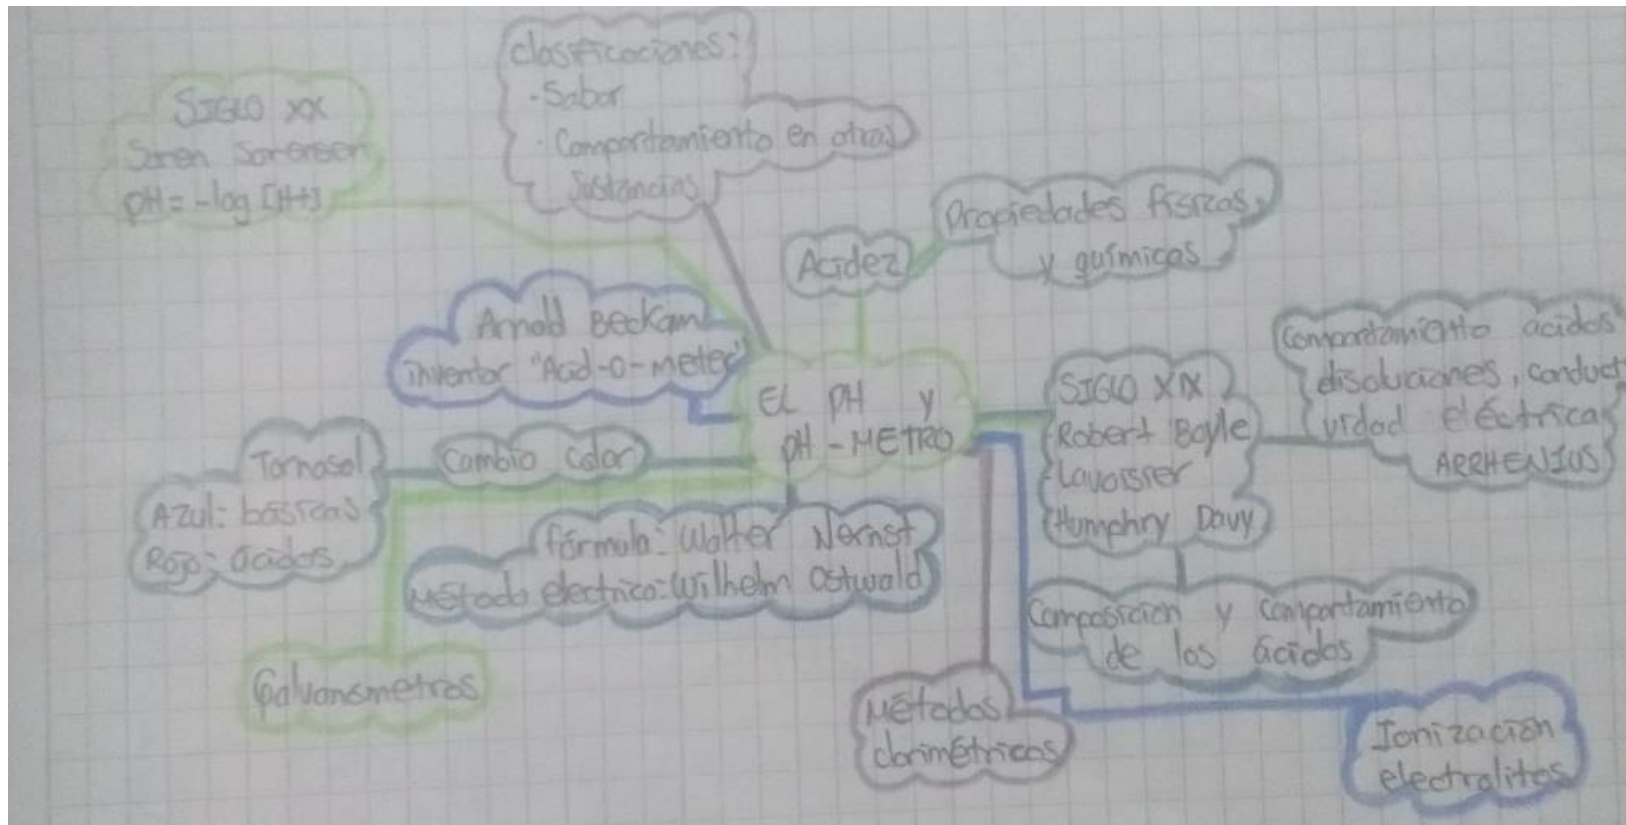 clasificaciones:
- Sabor
- Comportamiento en otras
sustancias
SIGLO XX
Soren Sorensen
pH = -log [H+]
Propiedades físicas,
y químicas
Acidez
Arnold Beckam
inventor "Acid-O-meter"
EL pH y
pH-METRO
SIGLO XIX
Robert Boyle
Lavoisier
Humphry Davy
Comportamiento ácidos
disoluciones, conducti
vidad eléctrica
ARRHENIUS
Tornasol
Azul: básicas
Rojo: ácidos
Cambio Color
fórmula: Walter Nernst
Método electrico: Wilhelm Ostwald
Composición y comportamiento
de los ácidos
Galvanometros
Métodos
clorimétricos
Ionización
electrolitos